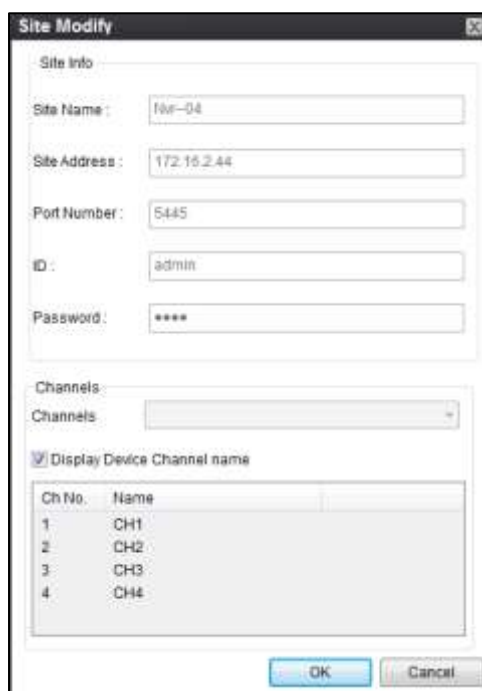 Site Modify
Site Info
Site Name : Nvr--04
Site Address : 172.16.2.44
Port Number : 5445
ID : admin
Password : ●●●●
Channels
Channels
Display Device Channel name
Ch No. Name
1 CH1
2 CH2
3 CH3
4 CH4
OK Cancel